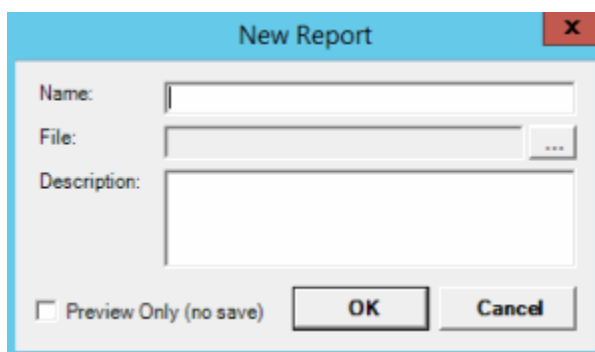 New Report
x
Name:
File:
...
Description:
Preview Only (no save)
OK
Cancel